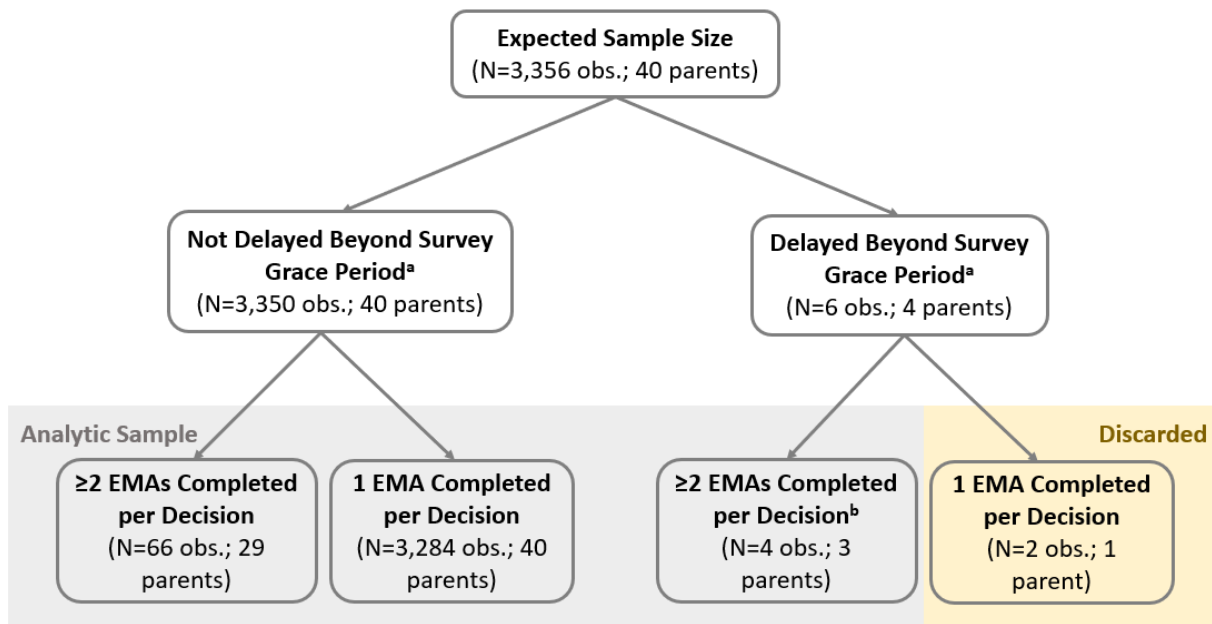 Expected Sample Size
(N=3,356 obs.; 40 parents)
Not Delayed Beyond Survey
Grace Periodᵃ
(N=3,350 obs.; 40 parents)
Delayed Beyond Survey
Grace Periodᵃ
(N=6 obs.; 4 parents)
Analytic Sample
Discarded
≥2 EMAs Completed
per Decision
(N=66 obs.; 29
parents)
1 EMA Completed
per Decision
(N=3,284 obs.; 40
parents)
≥2 EMAs Completed
per Decisionᵇ
(N=4 obs.; 3
parents)
1 EMA Completed
per Decision
(N=2 obs.; 1
parent)